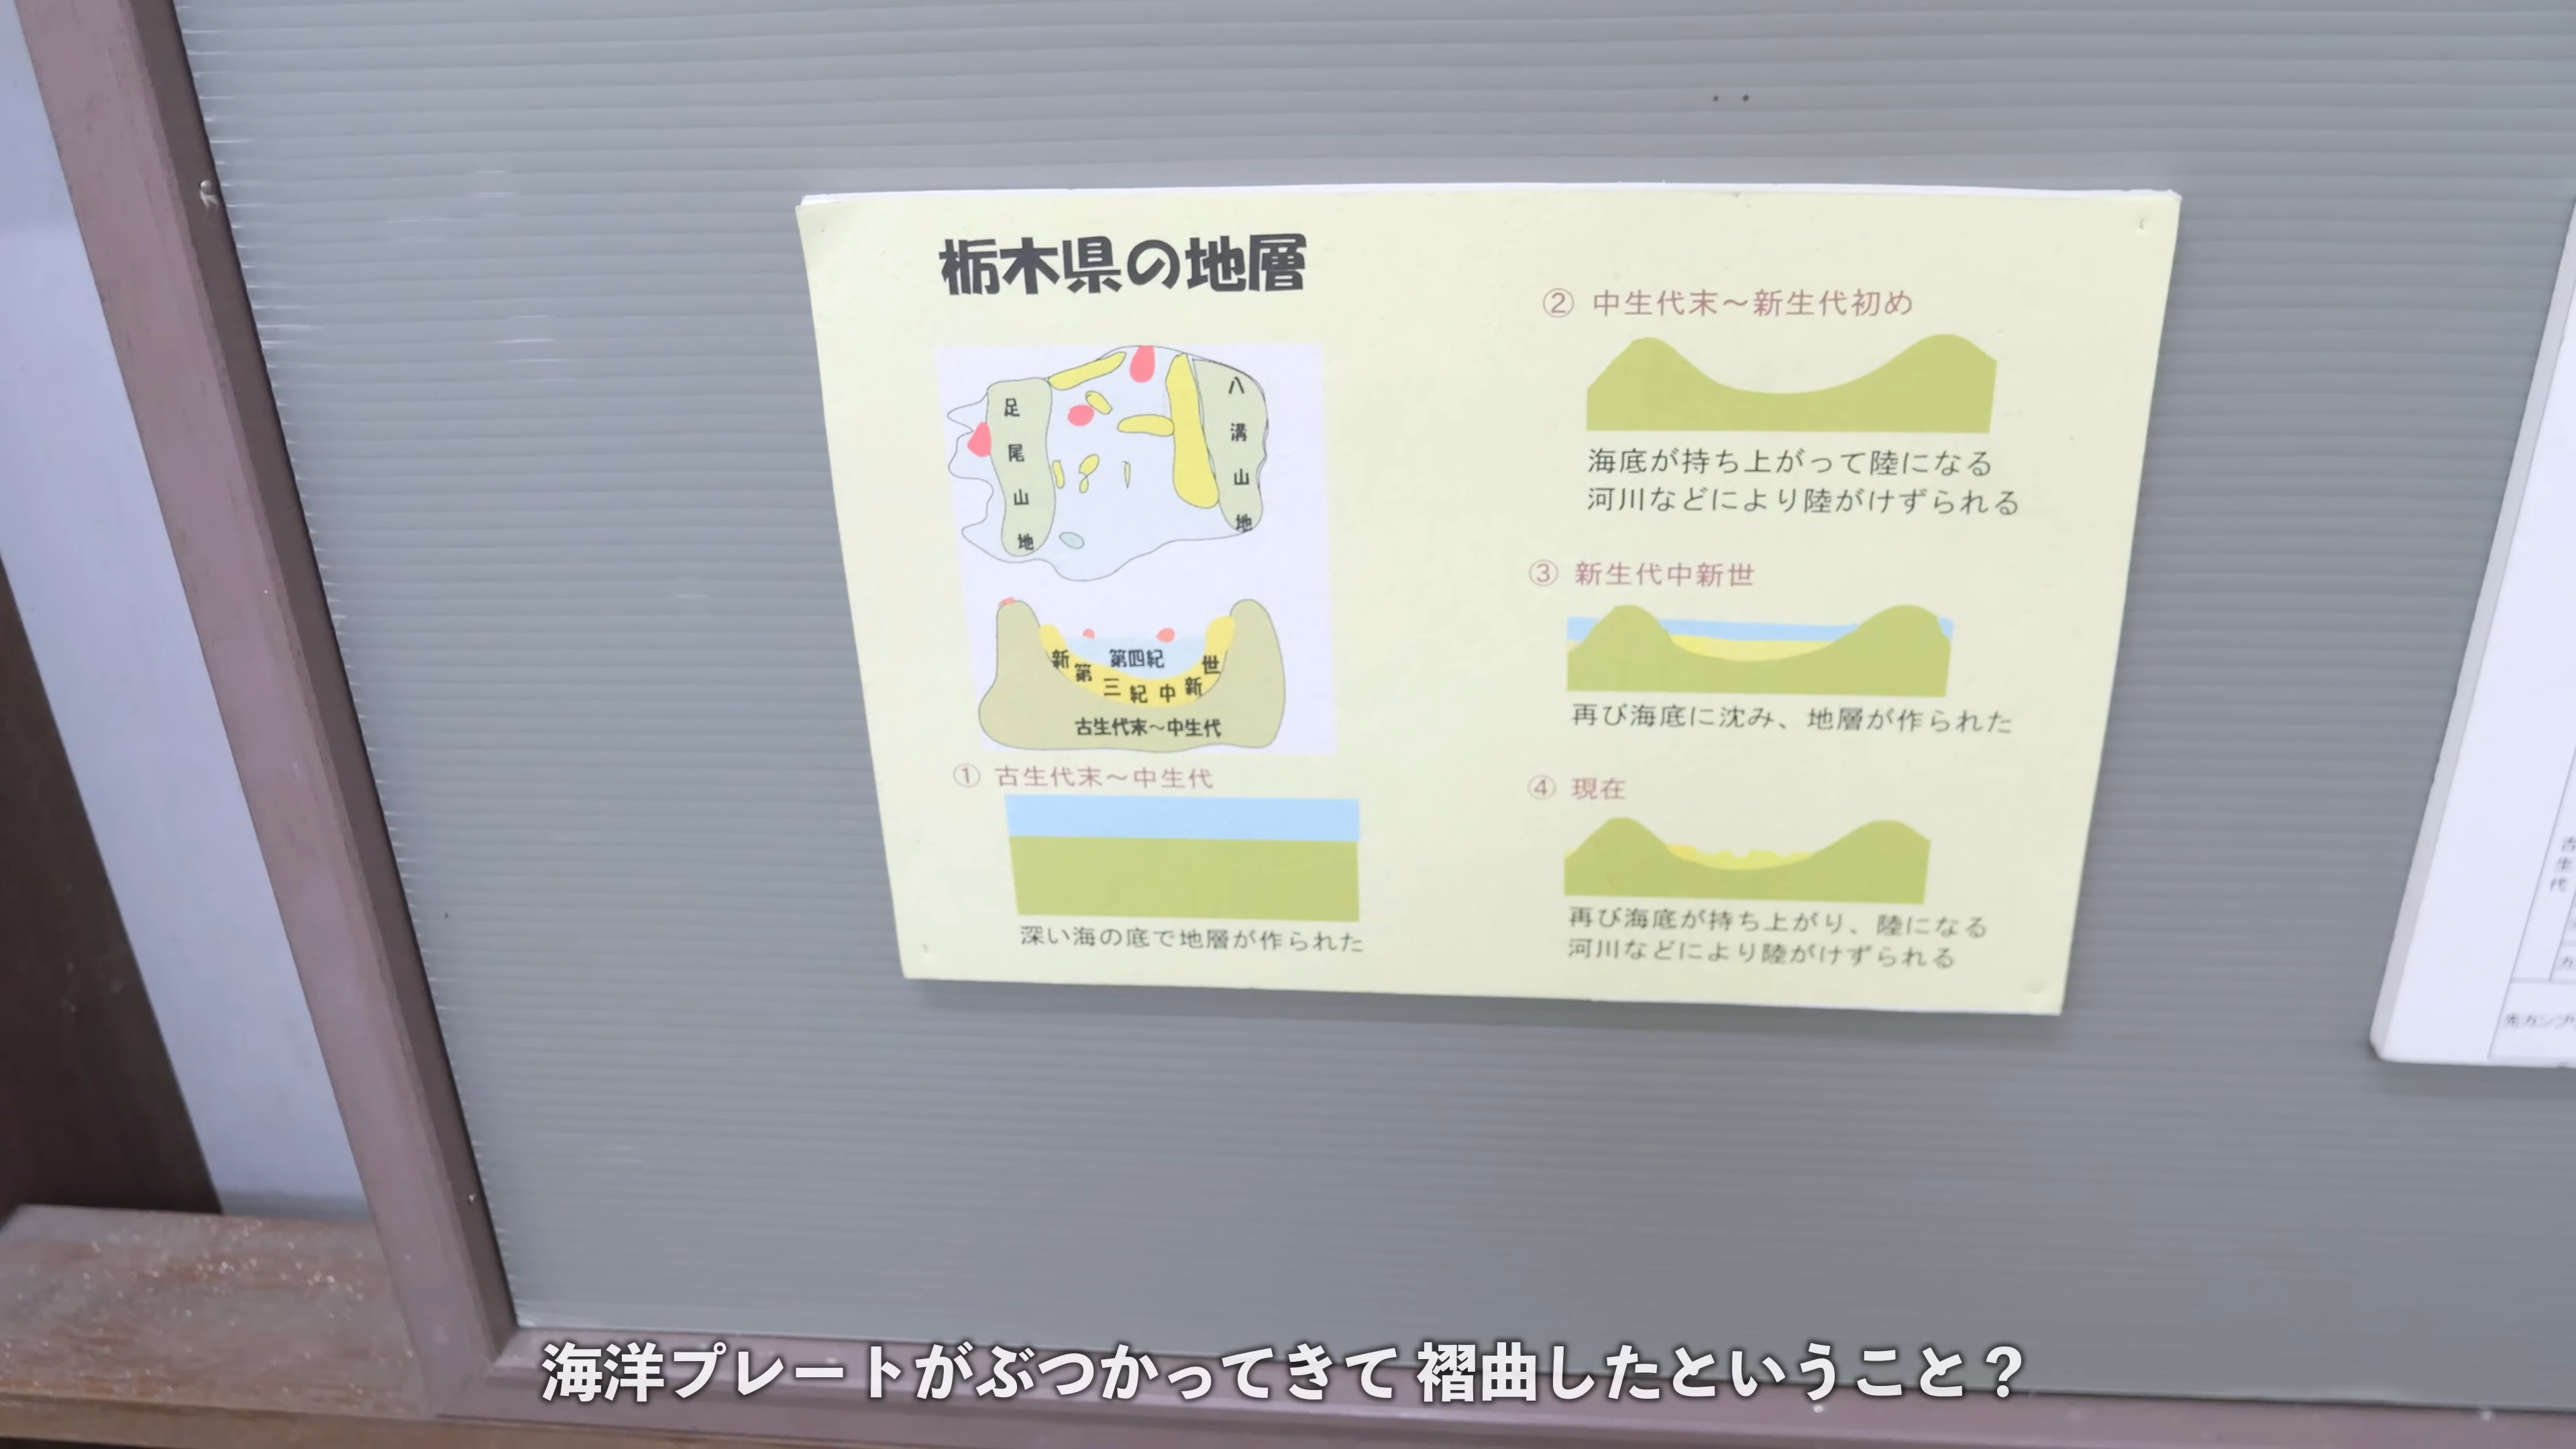 栃木県の地層
足尾山地
八溝山地
第四紀
新第三紀中新世
古生代末～中生代
① 古生代末～中生代
深い海の底で地層が作られた
② 中生代末～新生代初め
海底が持ち上がって陸になる
河川などにより陸がけずられる
③ 新生代中新世
再び海底に沈み、地層が作られた
④ 現在
再び海底が持ち上がり、陸になる
河川などにより陸がけずられる
古生代
海洋プレートがぶつかってきて 褶曲したということ？